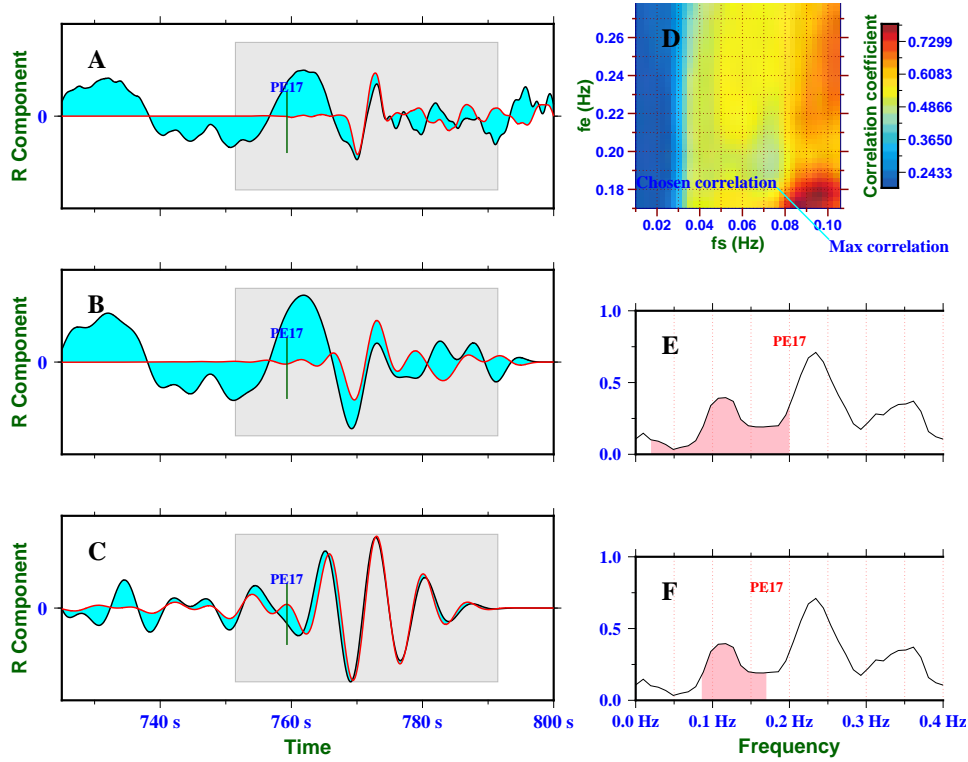 A
R Component
0
PE17
B
R Component
0
PE17
C
R Component
0
PE17
740 s
760 s
780 s
800 s
Time
D
fe (Hz)
0.26
0.24
0.22
0.20
0.18
Chosen correlation
0.02
0.04
0.06
0.08
0.10
fs (Hz)
Max correlation
Correlation coefficient
0.7299
0.6083
0.4866
0.3650
0.2433
E
PE17
1.0
0.5
0.0
F
PE17
1.0
0.5
0.0
0.0 Hz
0.1 Hz
0.2 Hz
0.3 Hz
0.4 Hz
Frequency